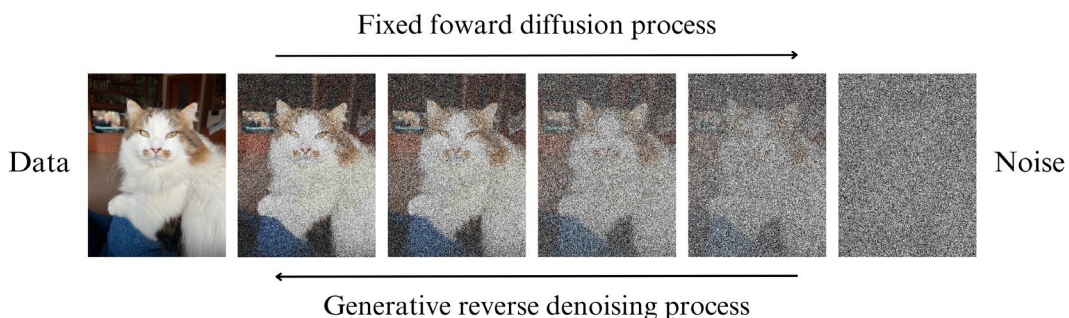 Fixed foward diffusion process
Data
Noise
Generative reverse denoising process